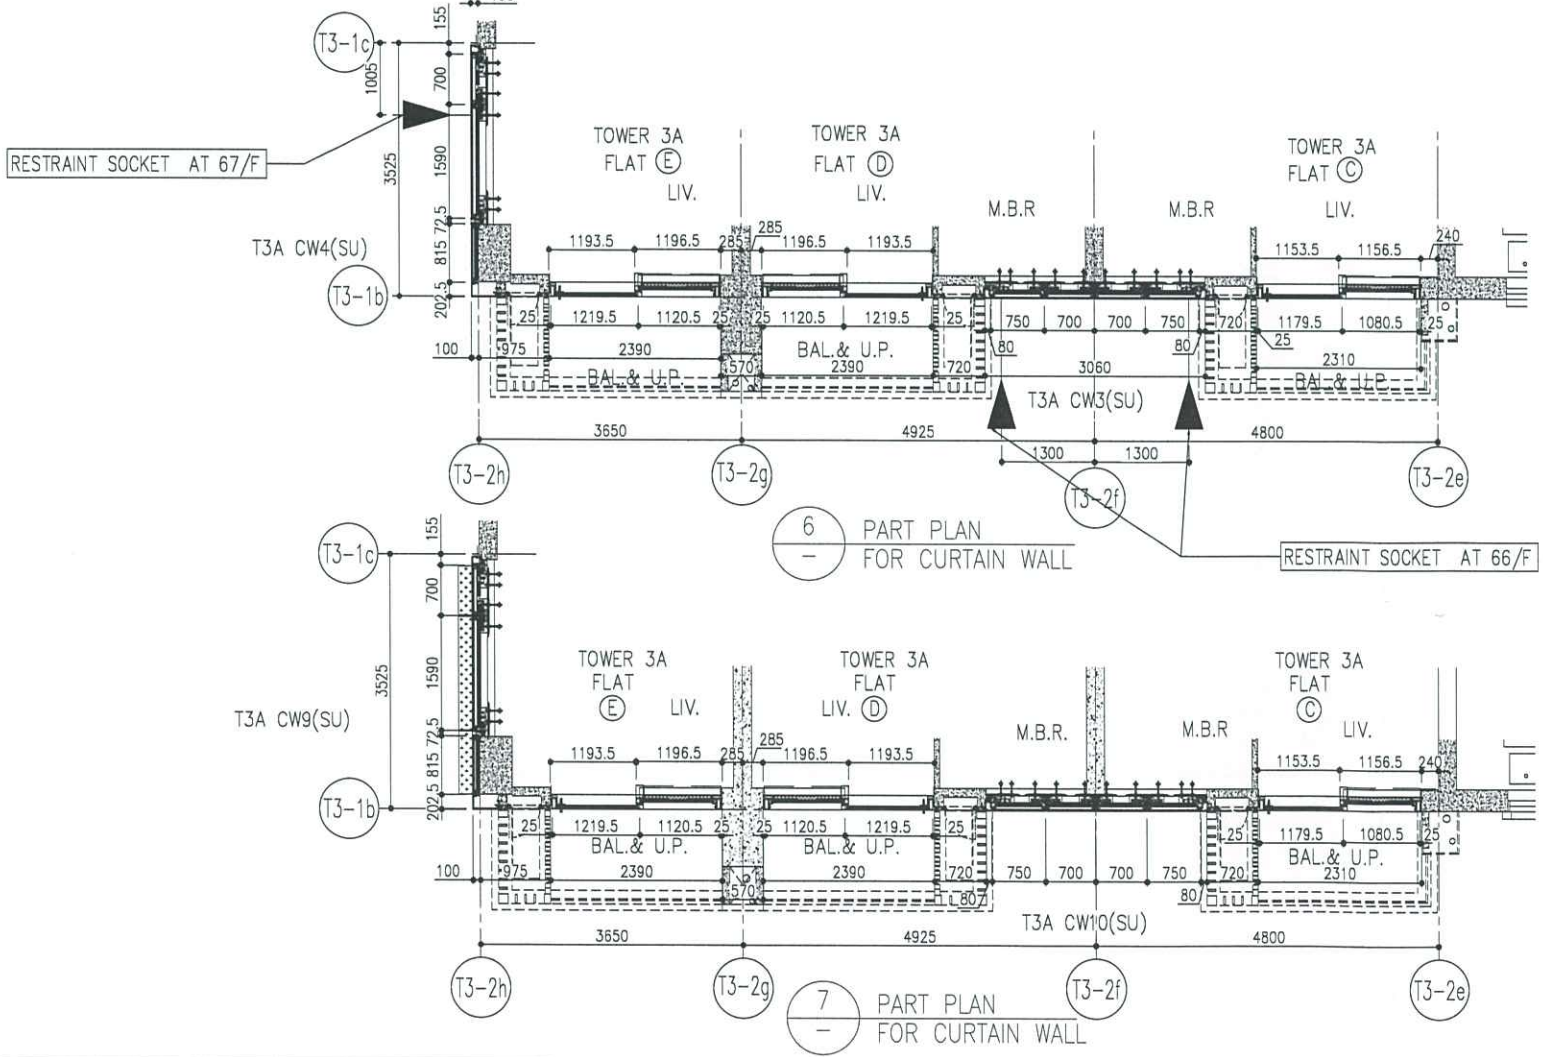 155
T3-1c
1005
700
RESTRAINT SOCKET AT 67/F
3525
1590
TOWER 3A
FLAT E
LIV.
TOWER 3A
FLAT D
LIV.
M.B.R
M.B.R
TOWER 3A
FLAT C
LIV.
72.5
T3A CW4(SU)
815
1193.5 1196.5 285 285 1196.5 1193.5 1153.5 1156.5 240
T3-1b
202.5
25 1219.5 1120.5 25 25 1120.5 1219.5 25 750 700 700 750 720 1179.5 1080.5 25
80 80 25
100 975 2390 BAL.& U.P. 2390 720 3060 2310
BAL.& U.P. 570 BAL.& U.P.
T3A CW3(SU)
3650 4925 4800
1300 1300
T3-2h T3-2g T3-2f T3-2e
6 PART PLAN
– FOR CURTAIN WALL
RESTRAINT SOCKET AT 66/F
155
T3-1c
700
3525
1590
TOWER 3A
FLAT
E LIV.
TOWER 3A
FLAT
LIV. D
M.B.R.
M.B.R
TOWER 3A
FLAT
C LIV.
T3A CW9(SU)
72.5
815
1193.5 1196.5 285 285 1196.5 1193.5 1153.5 1156.5 240
T3-1b
202.5
25 1219.5 1120.5 25 25 1120.5 1219.5 25 25 1179.5 1080.5 25
BAL.& U.P. BAL.& U.P. BAL.& U.P.
100 975 2390 570 2390 720 750 700 700 750 720 2310
80 80
T3A CW10(SU)
3650 4925 4800
T3-2h T3-2g T3-2f T3-2e
7 PART PLAN
– FOR CURTAIN WALL